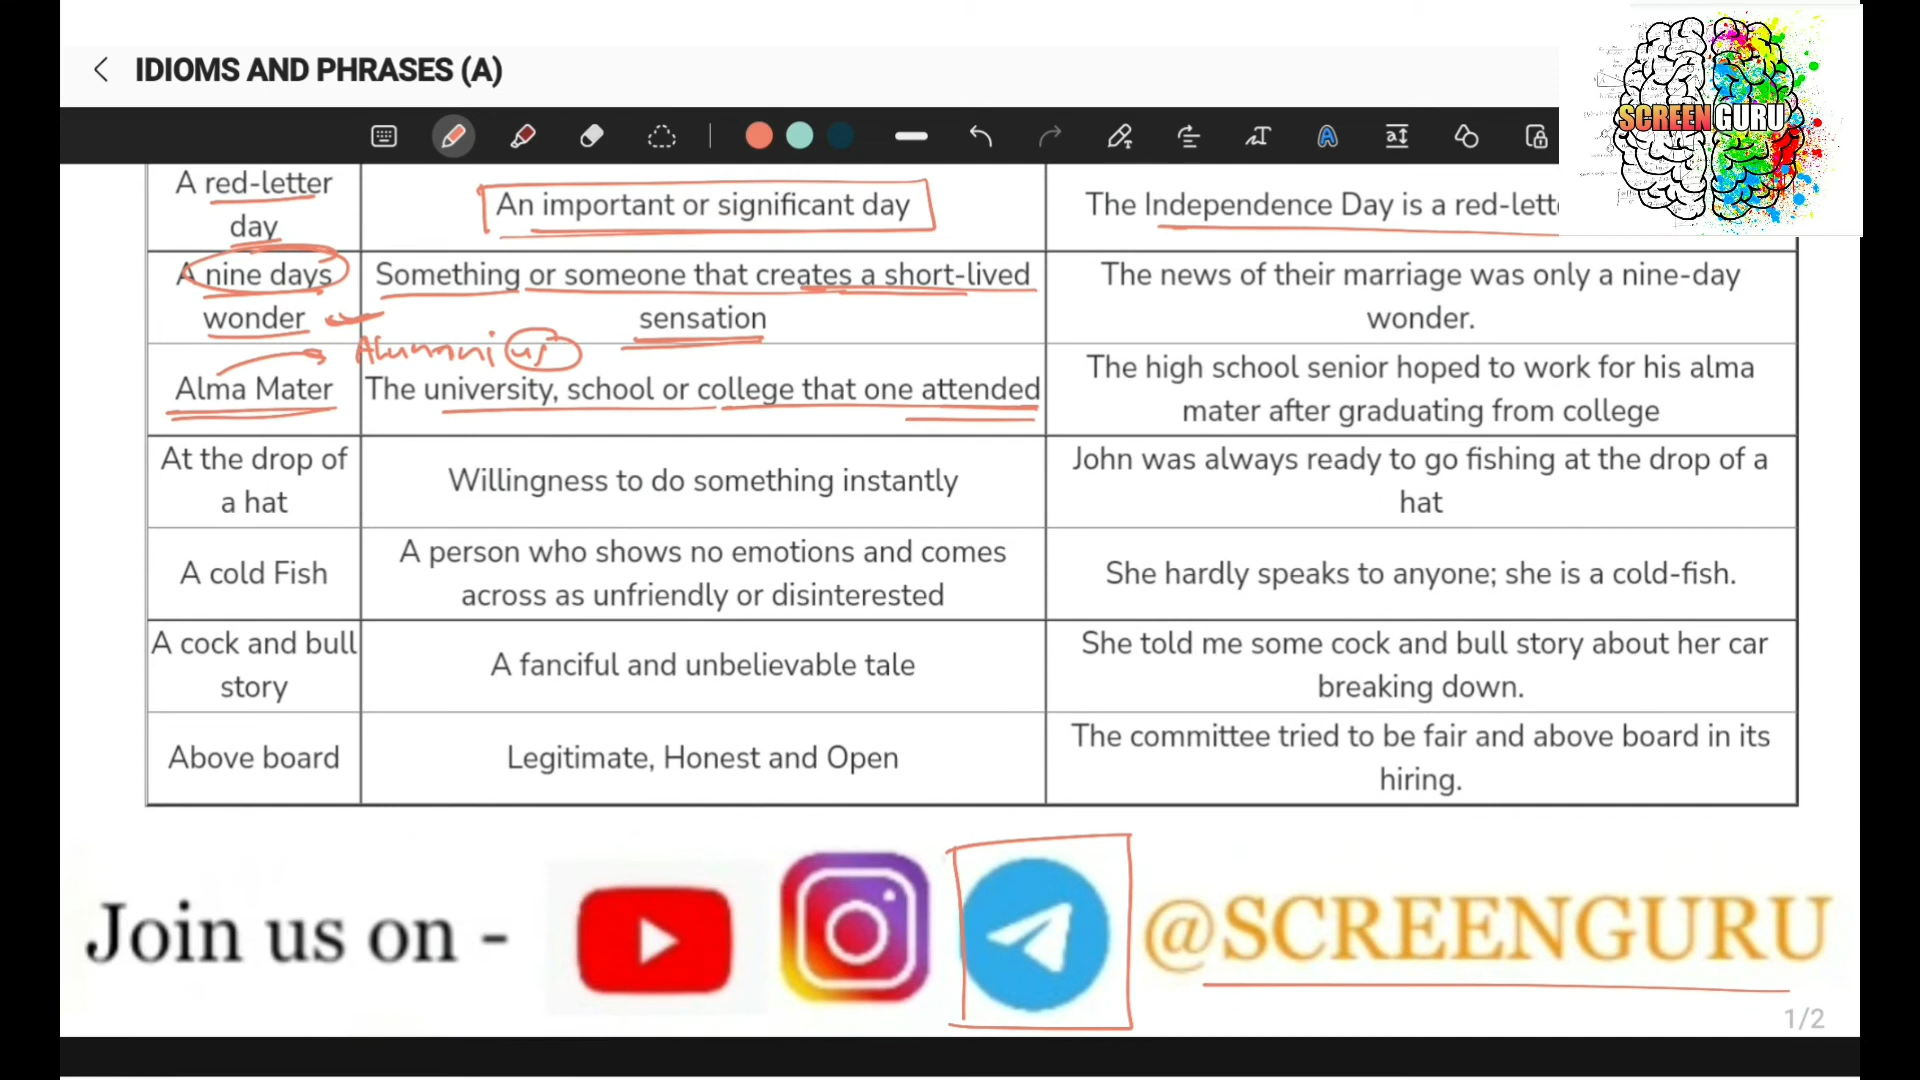 IDIOMS AND PHRASES (A)
SCREEN GURU
A red-letter
day
An important or significant day
The Independence Day is a red-lett
A nine days
wonder
Something or someone that creates a short-lived
sensation
The news of their marriage was only a nine-day
wonder.
Alumni us
Alma Mater
The university, school or college that one attended
The high school senior hoped to work for his alma
mater after graduating from college
At the drop of
a hat
Willingness to do something instantly
John was always ready to go fishing at the drop of a
hat
A cold Fish
A person who shows no emotions and comes
across as unfriendly or disinterested
She hardly speaks to anyone; she is a cold-fish.
A cock and bull
story
A fanciful and unbelievable tale
She told me some cock and bull story about her car
breaking down.
Above board
Legitimate, Honest and Open
The committee tried to be fair and above board in its
hiring.
Join us on - @SCREENGURU
1/2